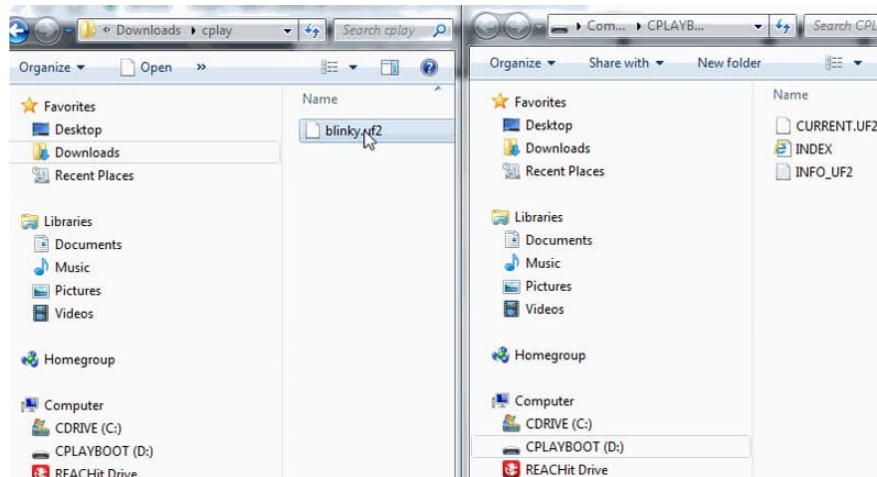 « Downloads ▸ cplay
Search cplay
Organize ▾
Open
»
Name
Favorites
Desktop
Downloads
Recent Places
Libraries
Documents
Music
Pictures
Videos
Homegroup
Computer
CDRIVE (C:)
CPLAYBOOT (D:)
REACHit Drive
blinky.uf2
▸ Com... ▸ CPLAYB...
Search CPL
Organize ▾
Share with ▾
New folder
Name
Favorites
Desktop
Downloads
Recent Places
Libraries
Documents
Music
Pictures
Videos
Homegroup
Computer
CDRIVE (C:)
CPLAYBOOT (D:)
REACHit Drive
CURRENT.UF2
INDEX
INFO_UF2